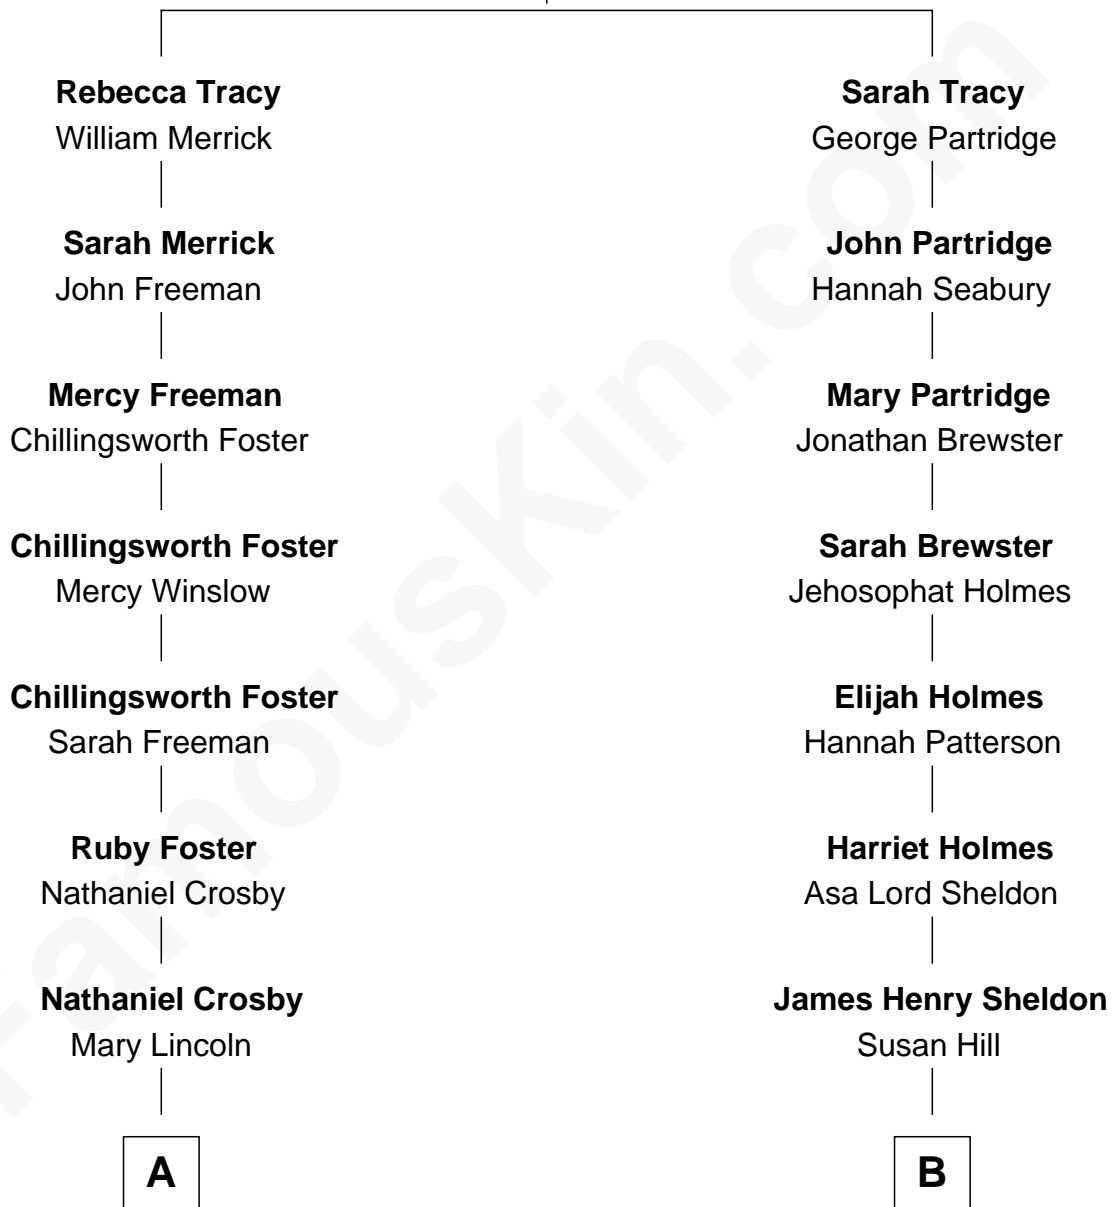 Rebecca Tracy
William Merrick
Sarah Merrick
John Freeman
Mercy Freeman
Chillingsworth Foster
Chillingsworth Foster
Mercy Winslow
Chillingsworth Foster
Sarah Freeman
Ruby Foster
Nathaniel Crosby
Nathaniel Crosby
Mary Lincoln
A
Sarah Tracy
George Partridge
John Partridge
Hannah Seabury
Mary Partridge
Jonathan Brewster
Sarah Brewster
Jehosophat Holmes
Elijah Holmes
Hannah Patterson
Harriet Holmes
Asa Lord Sheldon
James Henry Sheldon
Susan Hill
B
FamousKin.com